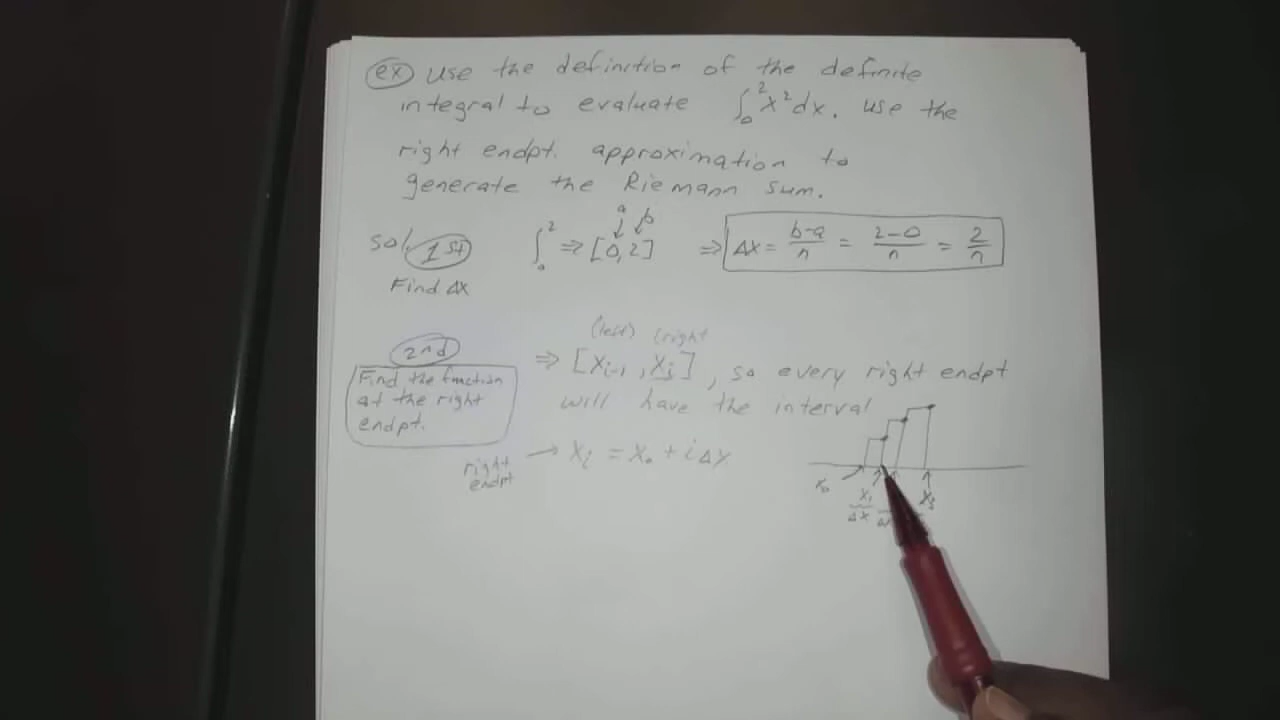 ex Use the definition of the definite
integral to evaluate ∫₀² x² dx. Use the
right endpt. approximation to
generate the Riemann sum.
a b
sol. 1st ∫₀² ⇒ [0,2] ⇒ Δx = b-a/n = 2-0/n = 2/n
Find Δx
2nd
(left) (right
⇒ [xᵢ₋₁, xᵢ], so every right endpt
Find the function
at the right
endpt.
will have the interval
right
endpt
→ xᵢ = x₀ + iΔx
x₀
x₁ x₃
Δx